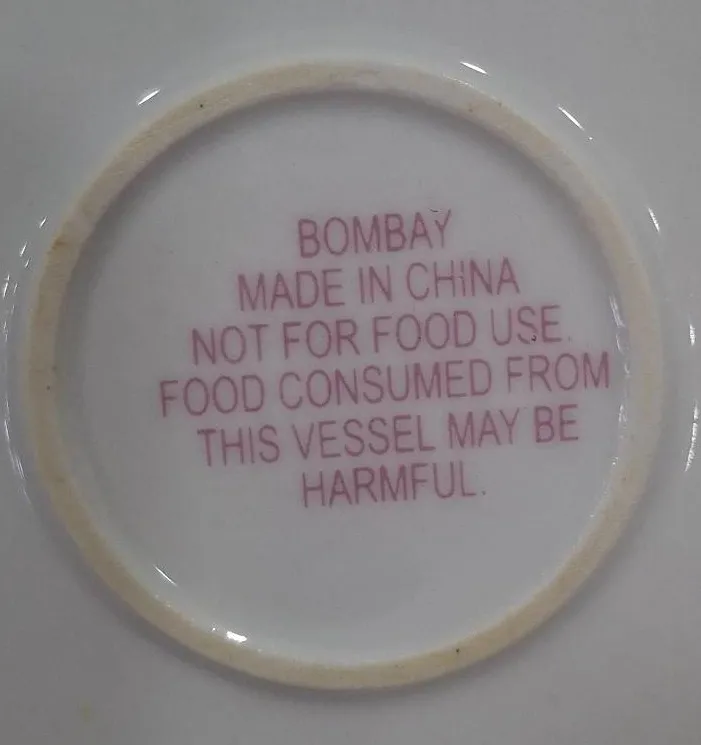 BOMBAY
MADE IN CHINA
NOT FOR FOOD USE.
FOOD CONSUMED FROM
THIS VESSEL MAY BE
HARMFUL.